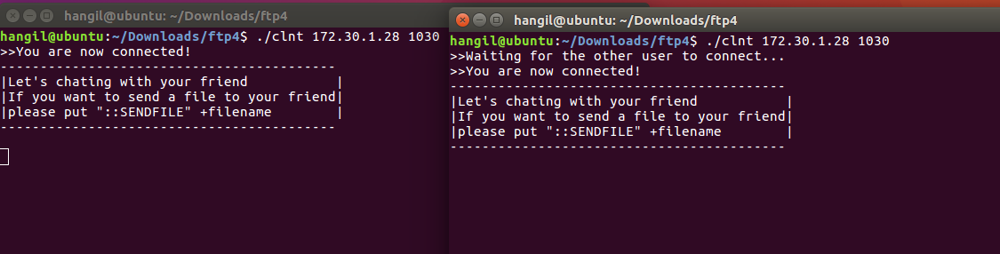 hangil@ubuntu: ~/Downloads/ftp4
hangil@ubuntu:~/Downloads/ftp4$ ./clnt 172.30.1.28 1030
>>You are now connected!
------------------------------------------
|Let's chating with your friend           |
|If you want to send a file to your friend|
|please put "::SENDFILE" +filename        |
------------------------------------------
hangil@ubuntu: ~/Downloads/ftp4
hangil@ubuntu:~/Downloads/ftp4$ ./clnt 172.30.1.28 1030
>>Waiting for the other user to connect...
>>You are now connected!
------------------------------------------
|Let's chating with your friend           |
|If you want to send a file to your friend|
|please put "::SENDFILE" +filename        |
------------------------------------------